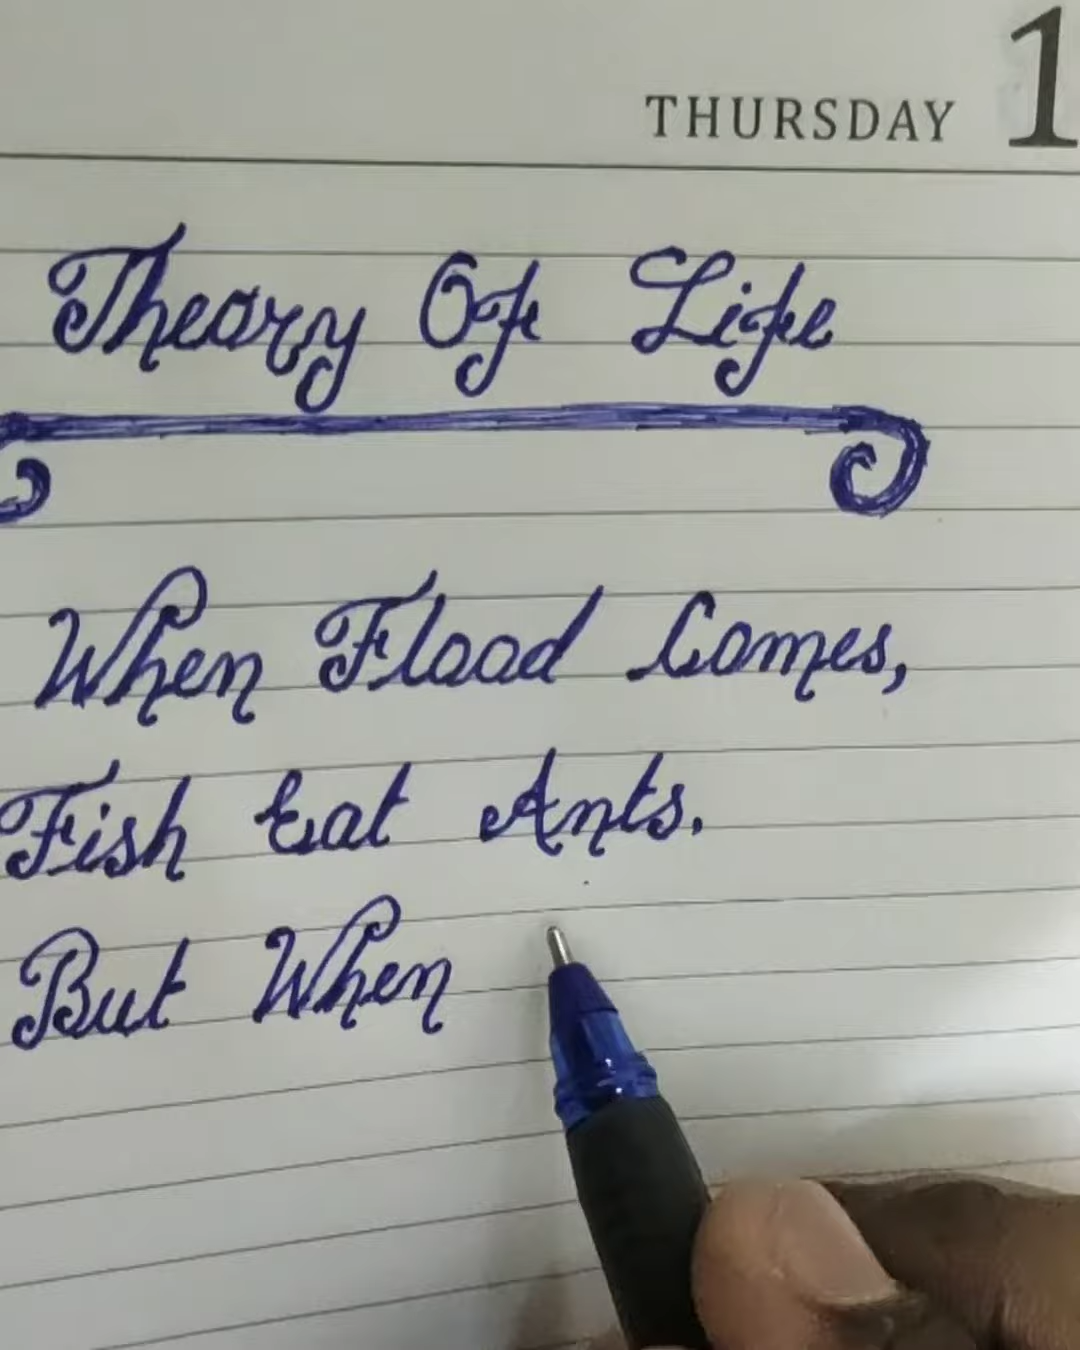 THURSDAY 1
Theory Of Life
When Flood Comes,
Fish Eat Ants.
But When